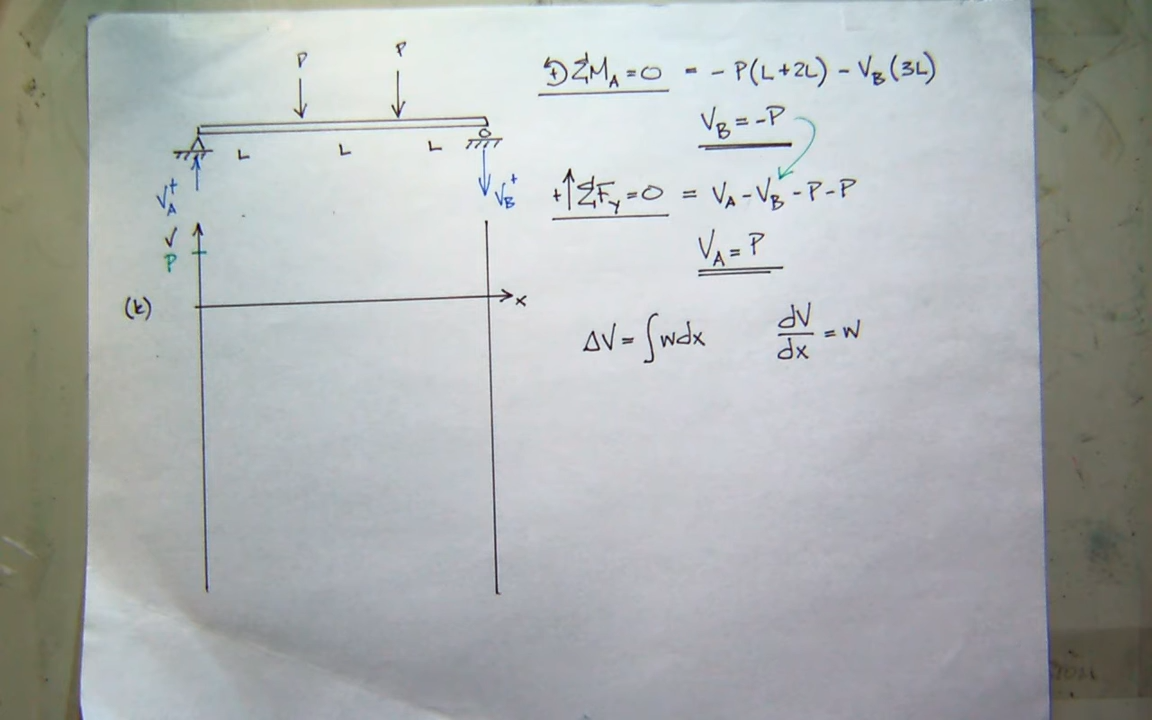 P P
L L L
V_A^+ V_B^+
V
P
(k)
x
↺+ ΣM_A = 0 = - P(L+2L) - V_B(3L)
V_B = -P
+↑ΣF_y = 0 = V_A - V_B - P - P
V_A = P
ΔV = ∫wdx dV/dx = w